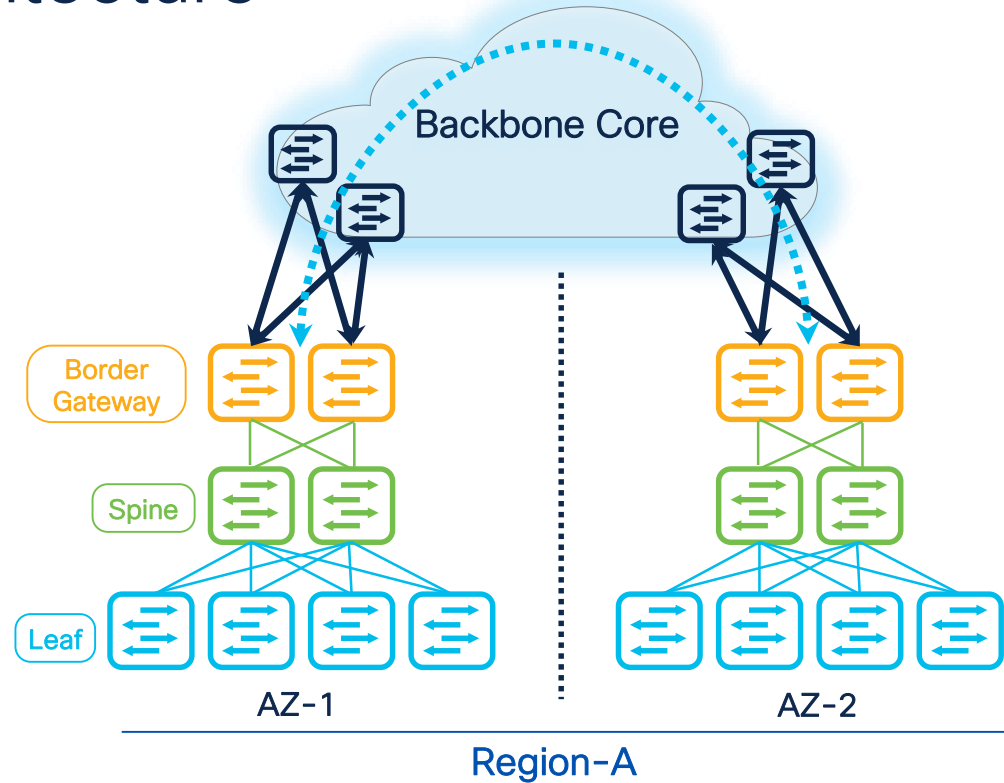 Backbone Core
Border
Gateway
Spine
Leaf
AZ-1
AZ-2
Region-A